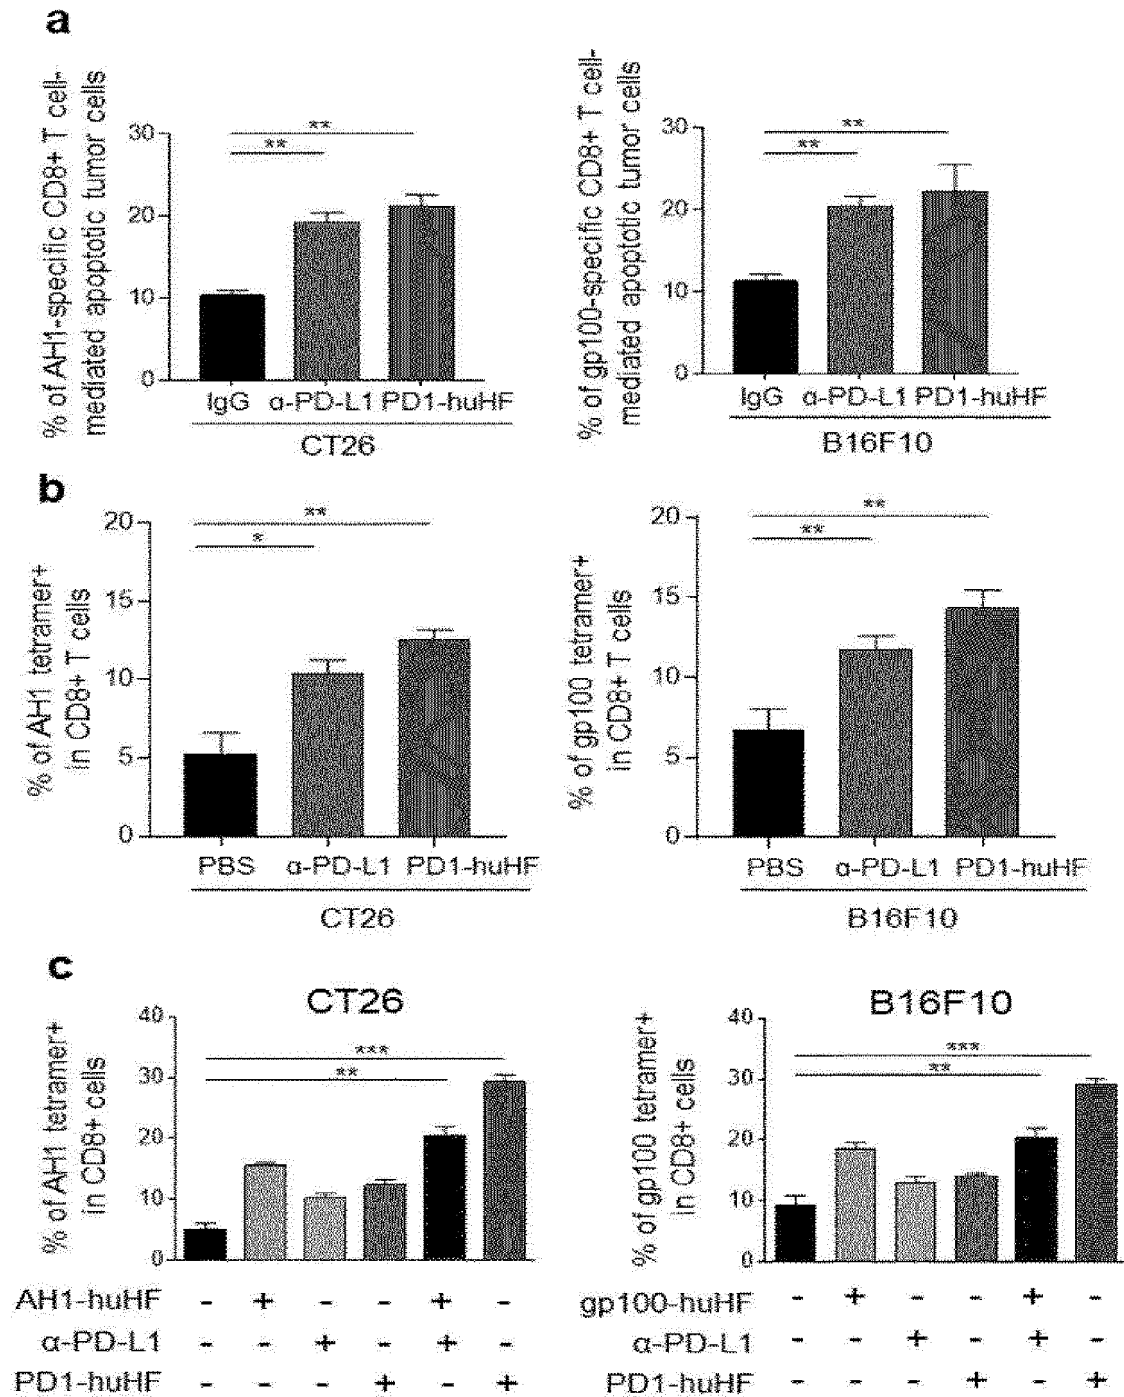 a
% of AH1-specific CD8+ T cell-
mediated apoptotic tumor cells
30
20
10
0
**
**
IgG α-PD-L1 PD1-huHF
CT26
% of gp100-specific CD8+ T cell-
mediated apoptotic tumor cells
30
20
10
0
**
**
IgG α-PD-L1 PD1-huHF
B16F10
b
% of AH1 tetramer+
in CD8+ T cells
20
15
10
5
0
**
*
PBS α-PD-L1 PD1-huHF
CT26
% of gp100 tetramer+
in CD8+ T cells
20
15
10
5
0
**
**
PBS α-PD-L1 PD1-huHF
B16F10
c
CT26
% of AH1 tetramer+
in CD8+ cells
40
30
20
10
0
***
**
AH1-huHF - + - - + -
α-PD-L1 - - + - + -
PD1-huHF - - - + - +
B16F10
% of gp100 tetramer+
in CD8+ cells
40
30
20
10
0
***
**
gp100-huHF - + - - + -
α-PD-L1 - - + - + -
PD1-huHF - - - + - +